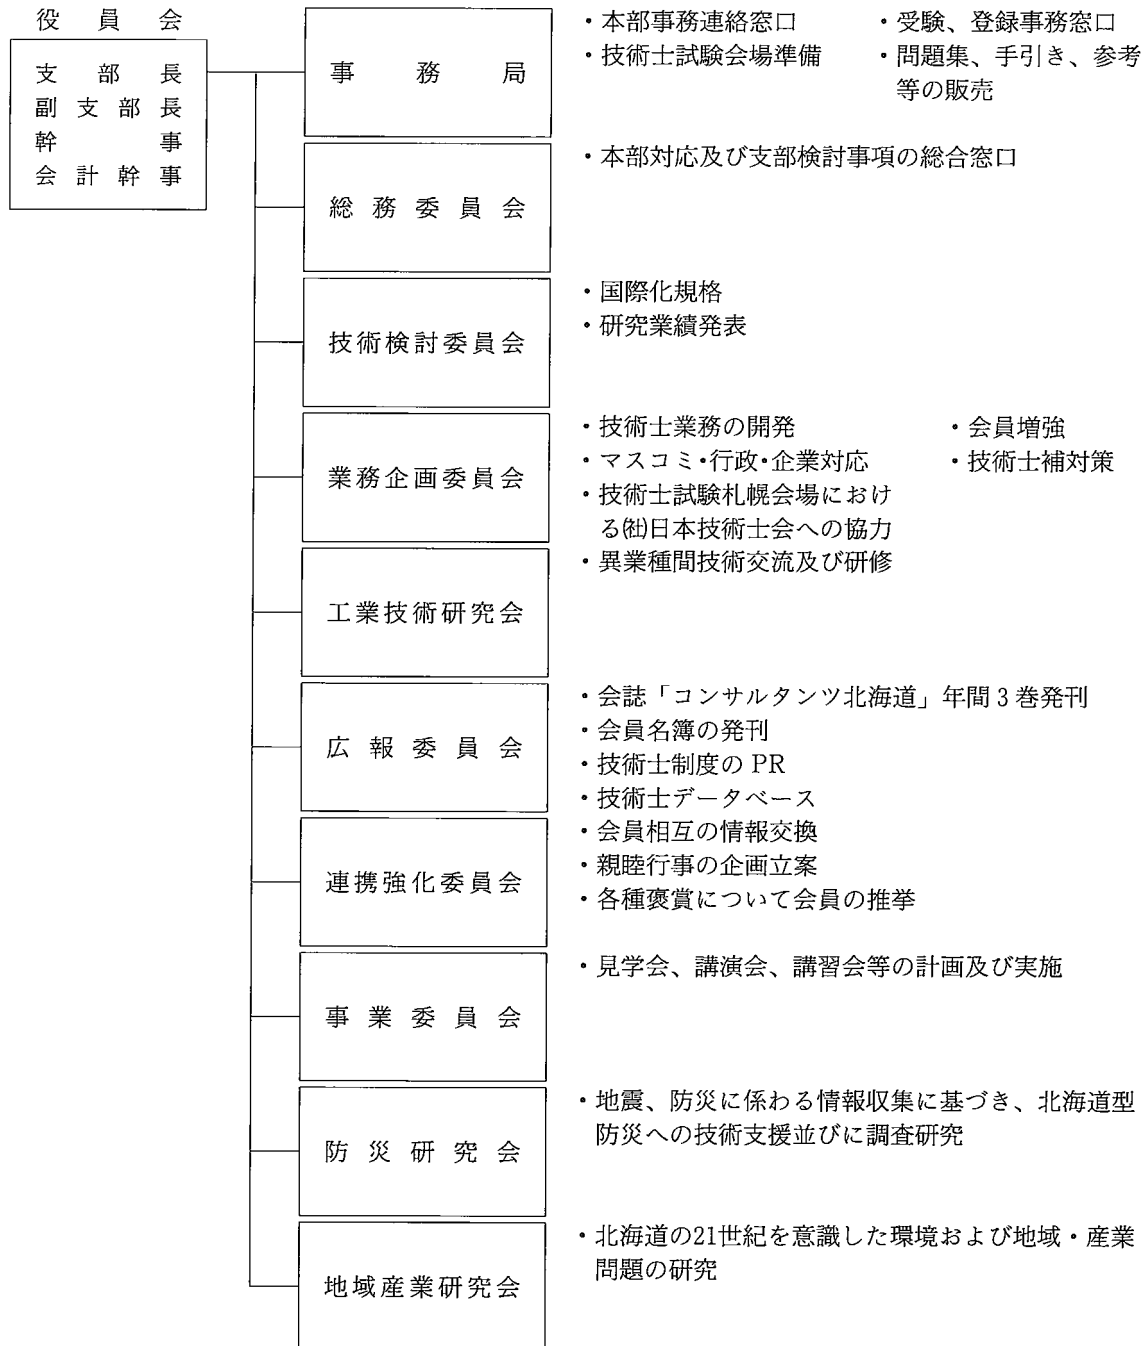 役員会
支部長
副支部長
幹事
会計幹事
事務局
・本部事務連絡窓口
・技術士試験会場準備
・受験、登録事務窓口
・問題集、手引き、参考
等の販売
総務委員会
・本部対応及び支部検討事項の総合窓口
技術検討委員会
・国際化規格
・研究業績発表
業務企画委員会
・技術士業務の開発
・マスコミ・行政・企業対応
・技術士試験札幌会場におけ
る㈳日本技術士会への協力
・異業種間技術交流及び研修
・会員増強
・技術士補対策
工業技術研究会
広報委員会
・会誌「コンサルタンツ北海道」年間3巻発刊
・会員名簿の発刊
・技術士制度のPR
・技術士データベース
連携強化委員会
・会員相互の情報交換
・親睦行事の企画立案
・各種褒賞について会員の推挙
事業委員会
・見学会、講演会、講習会等の計画及び実施
防災研究会
・地震、防災に係わる情報収集に基づき、北海道型
防災への技術支援並びに調査研究
地域産業研究会
・北海道の21世紀を意識した環境および地域・産業
問題の研究